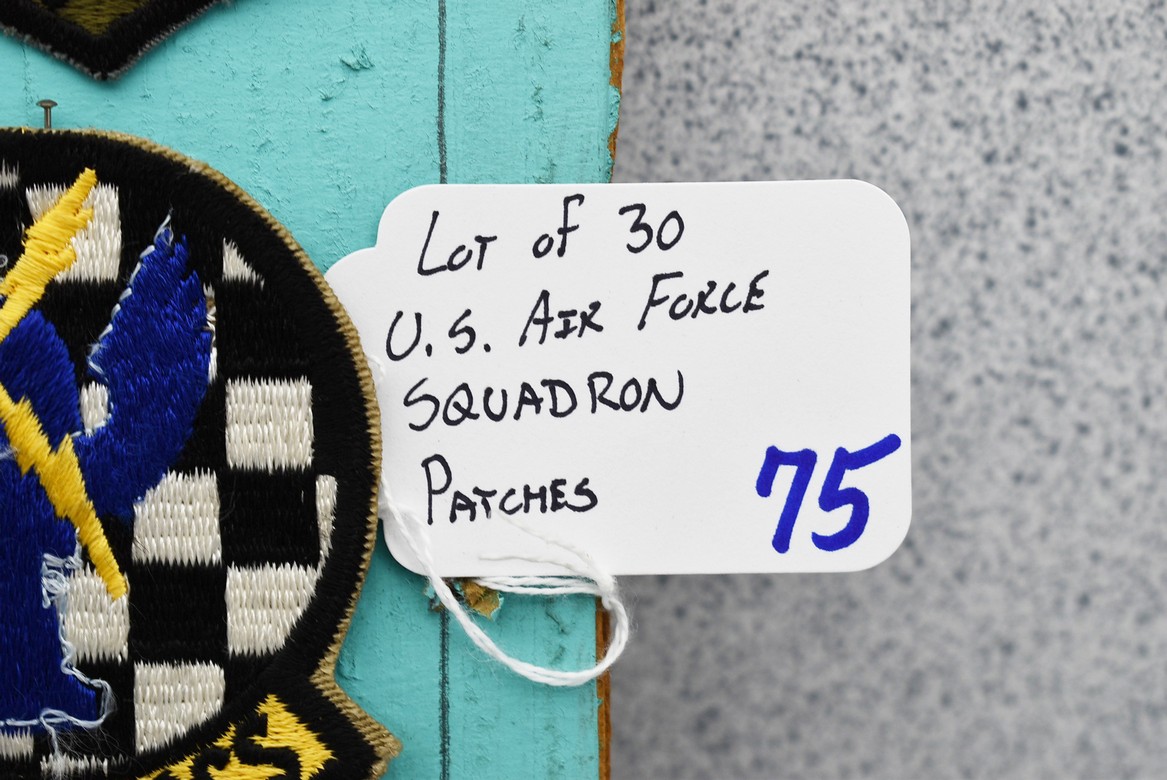 Lot of 30
U.S. Air Force
Squadron
Patches
75